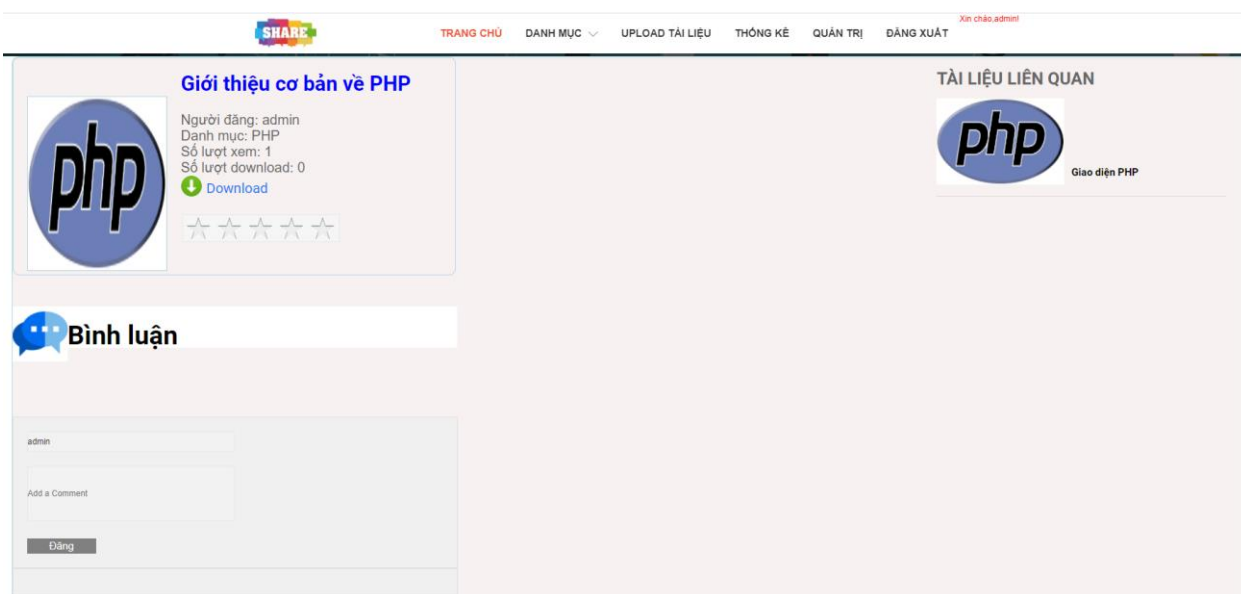 Xin chào,admin!
SHARE
TRANG CHỦ DANH MỤC UPLOAD TÀI LIỆU THỐNG KÊ QUẢN TRỊ ĐĂNG XUẤT
Giới thiệu cơ bản về PHP
php
Người đăng: admin
Danh mục: PHP
Số lượt xem: 1
Số lượt download: 0
Download
TÀI LIỆU LIÊN QUAN
php
Giao diện PHP
Bình luận
admin
Add a Comment
Đăng